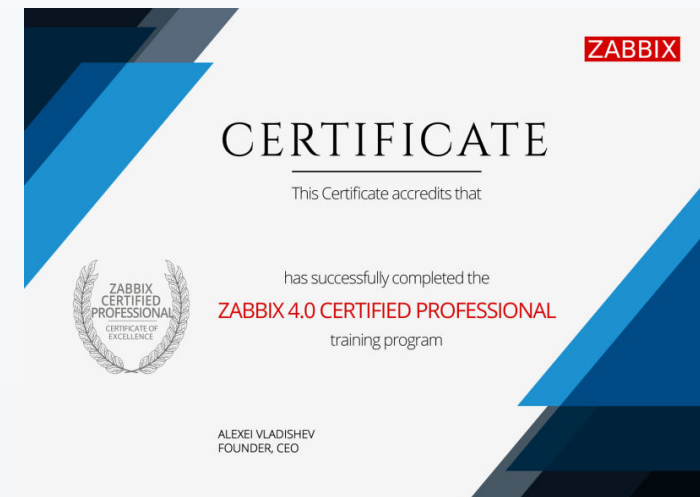 ZABBIX
CERTIFICATE
This Certificate accredits that
has successfully completed the
ZABBIX 4.0 CERTIFIED PROFESSIONAL
training program
ZABBIX
CERTIFIED
PROFESSIONAL
CERTIFICATE OF
EXCELLENCE
ALEXEI VLADISHEV
FOUNDER, CEO